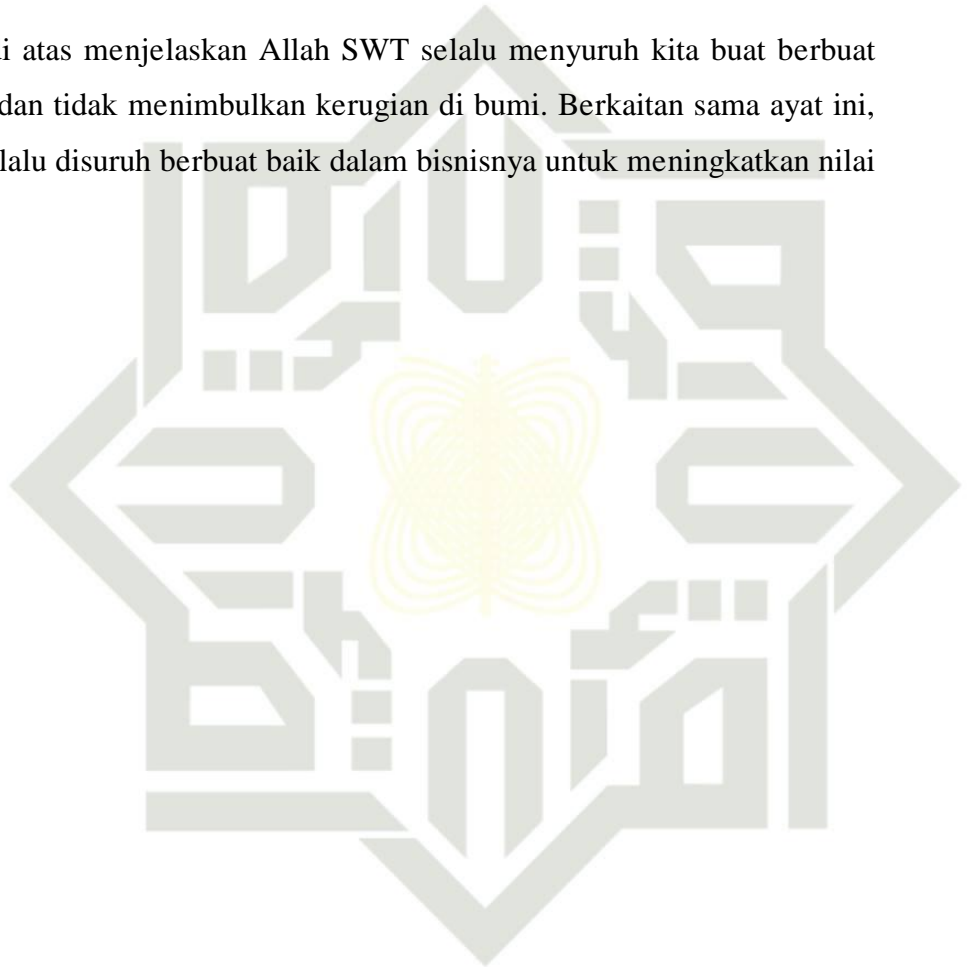 di atas menjelaskan Allah SWT selalu menyuruh kita buat berbuat
dan tidak menimbulkan kerugian di bumi. Berkaitan sama ayat ini,
disuruh berbuat baik dalam bisnisnya untuk meningkatkan nilai